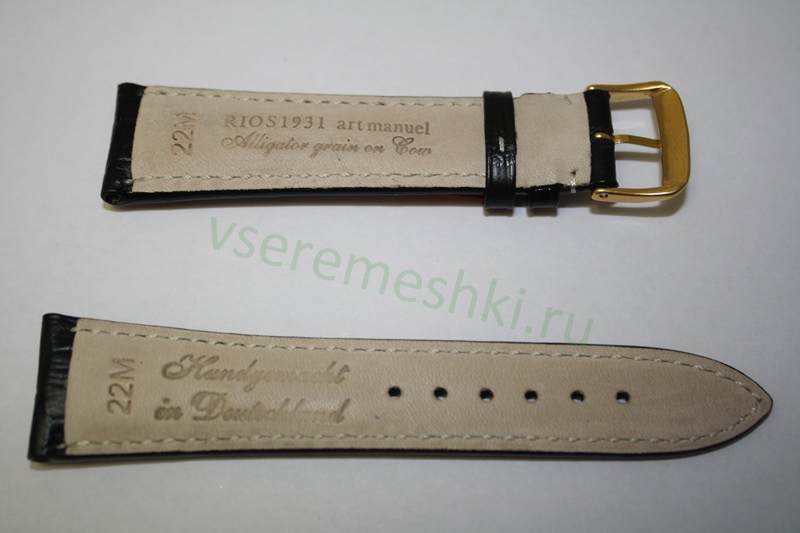 22M
RIOS1931 art manuel
Alligator grain on Cow
vseremeshki.ru
22M
Handgemacht
in Deutschland